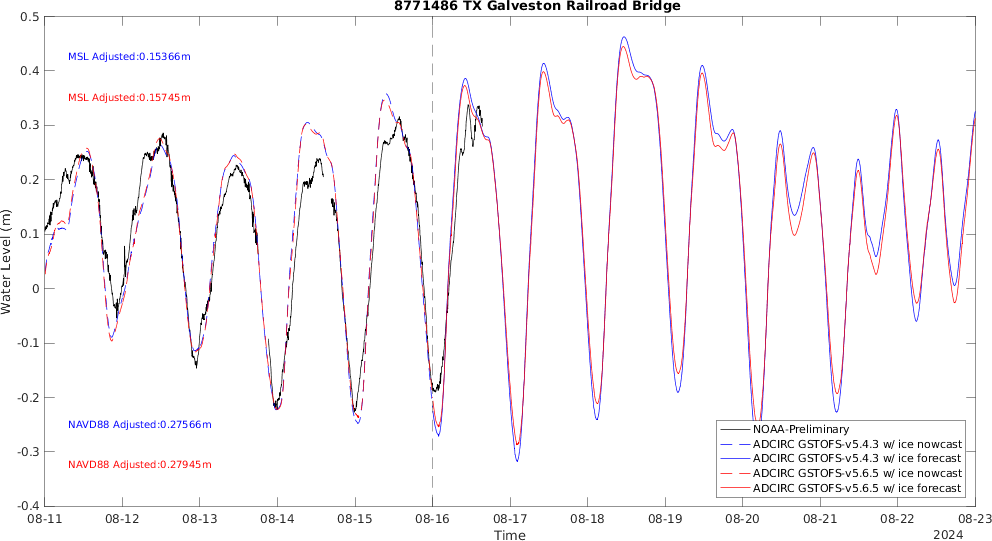 8771486 TX Galveston Railroad Bridge
0.5
0.4
0.3
0.2
0.1
0
-0.1
-0.2
-0.3
-0.4
Water Level (m)
MSL Adjusted:0.15366m
MSL Adjusted:0.15745m
NAVD88 Adjusted:0.27566m
NAVD88 Adjusted:0.27945m
NOAA-Preliminary
ADCIRC GSTOFS-v5.4.3 w/ ice nowcast
ADCIRC GSTOFS-v5.4.3 w/ ice forecast
ADCIRC GSTOFS-v5.6.5 w/ ice nowcast
ADCIRC GSTOFS-v5.6.5 w/ ice forecast
08-11 08-12 08-13 08-14 08-15 08-16 08-17 08-18 08-19 08-20 08-21 08-22 08-23
Time
2024